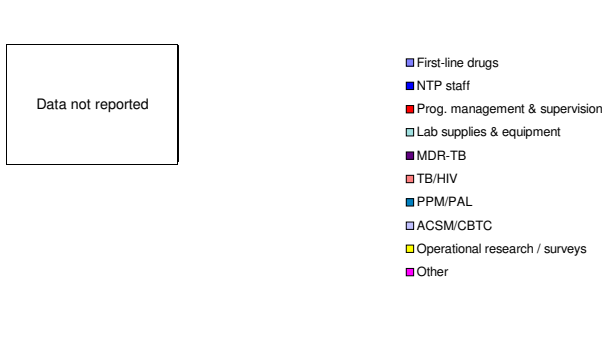 Data not reported
First-line drugs
NTP staff
Prog. management & supervision
Lab supplies & equipment
MDR-TB
TB/HIV
PPM/PAL
ACSM/CBTC
Operational research / surveys
Other